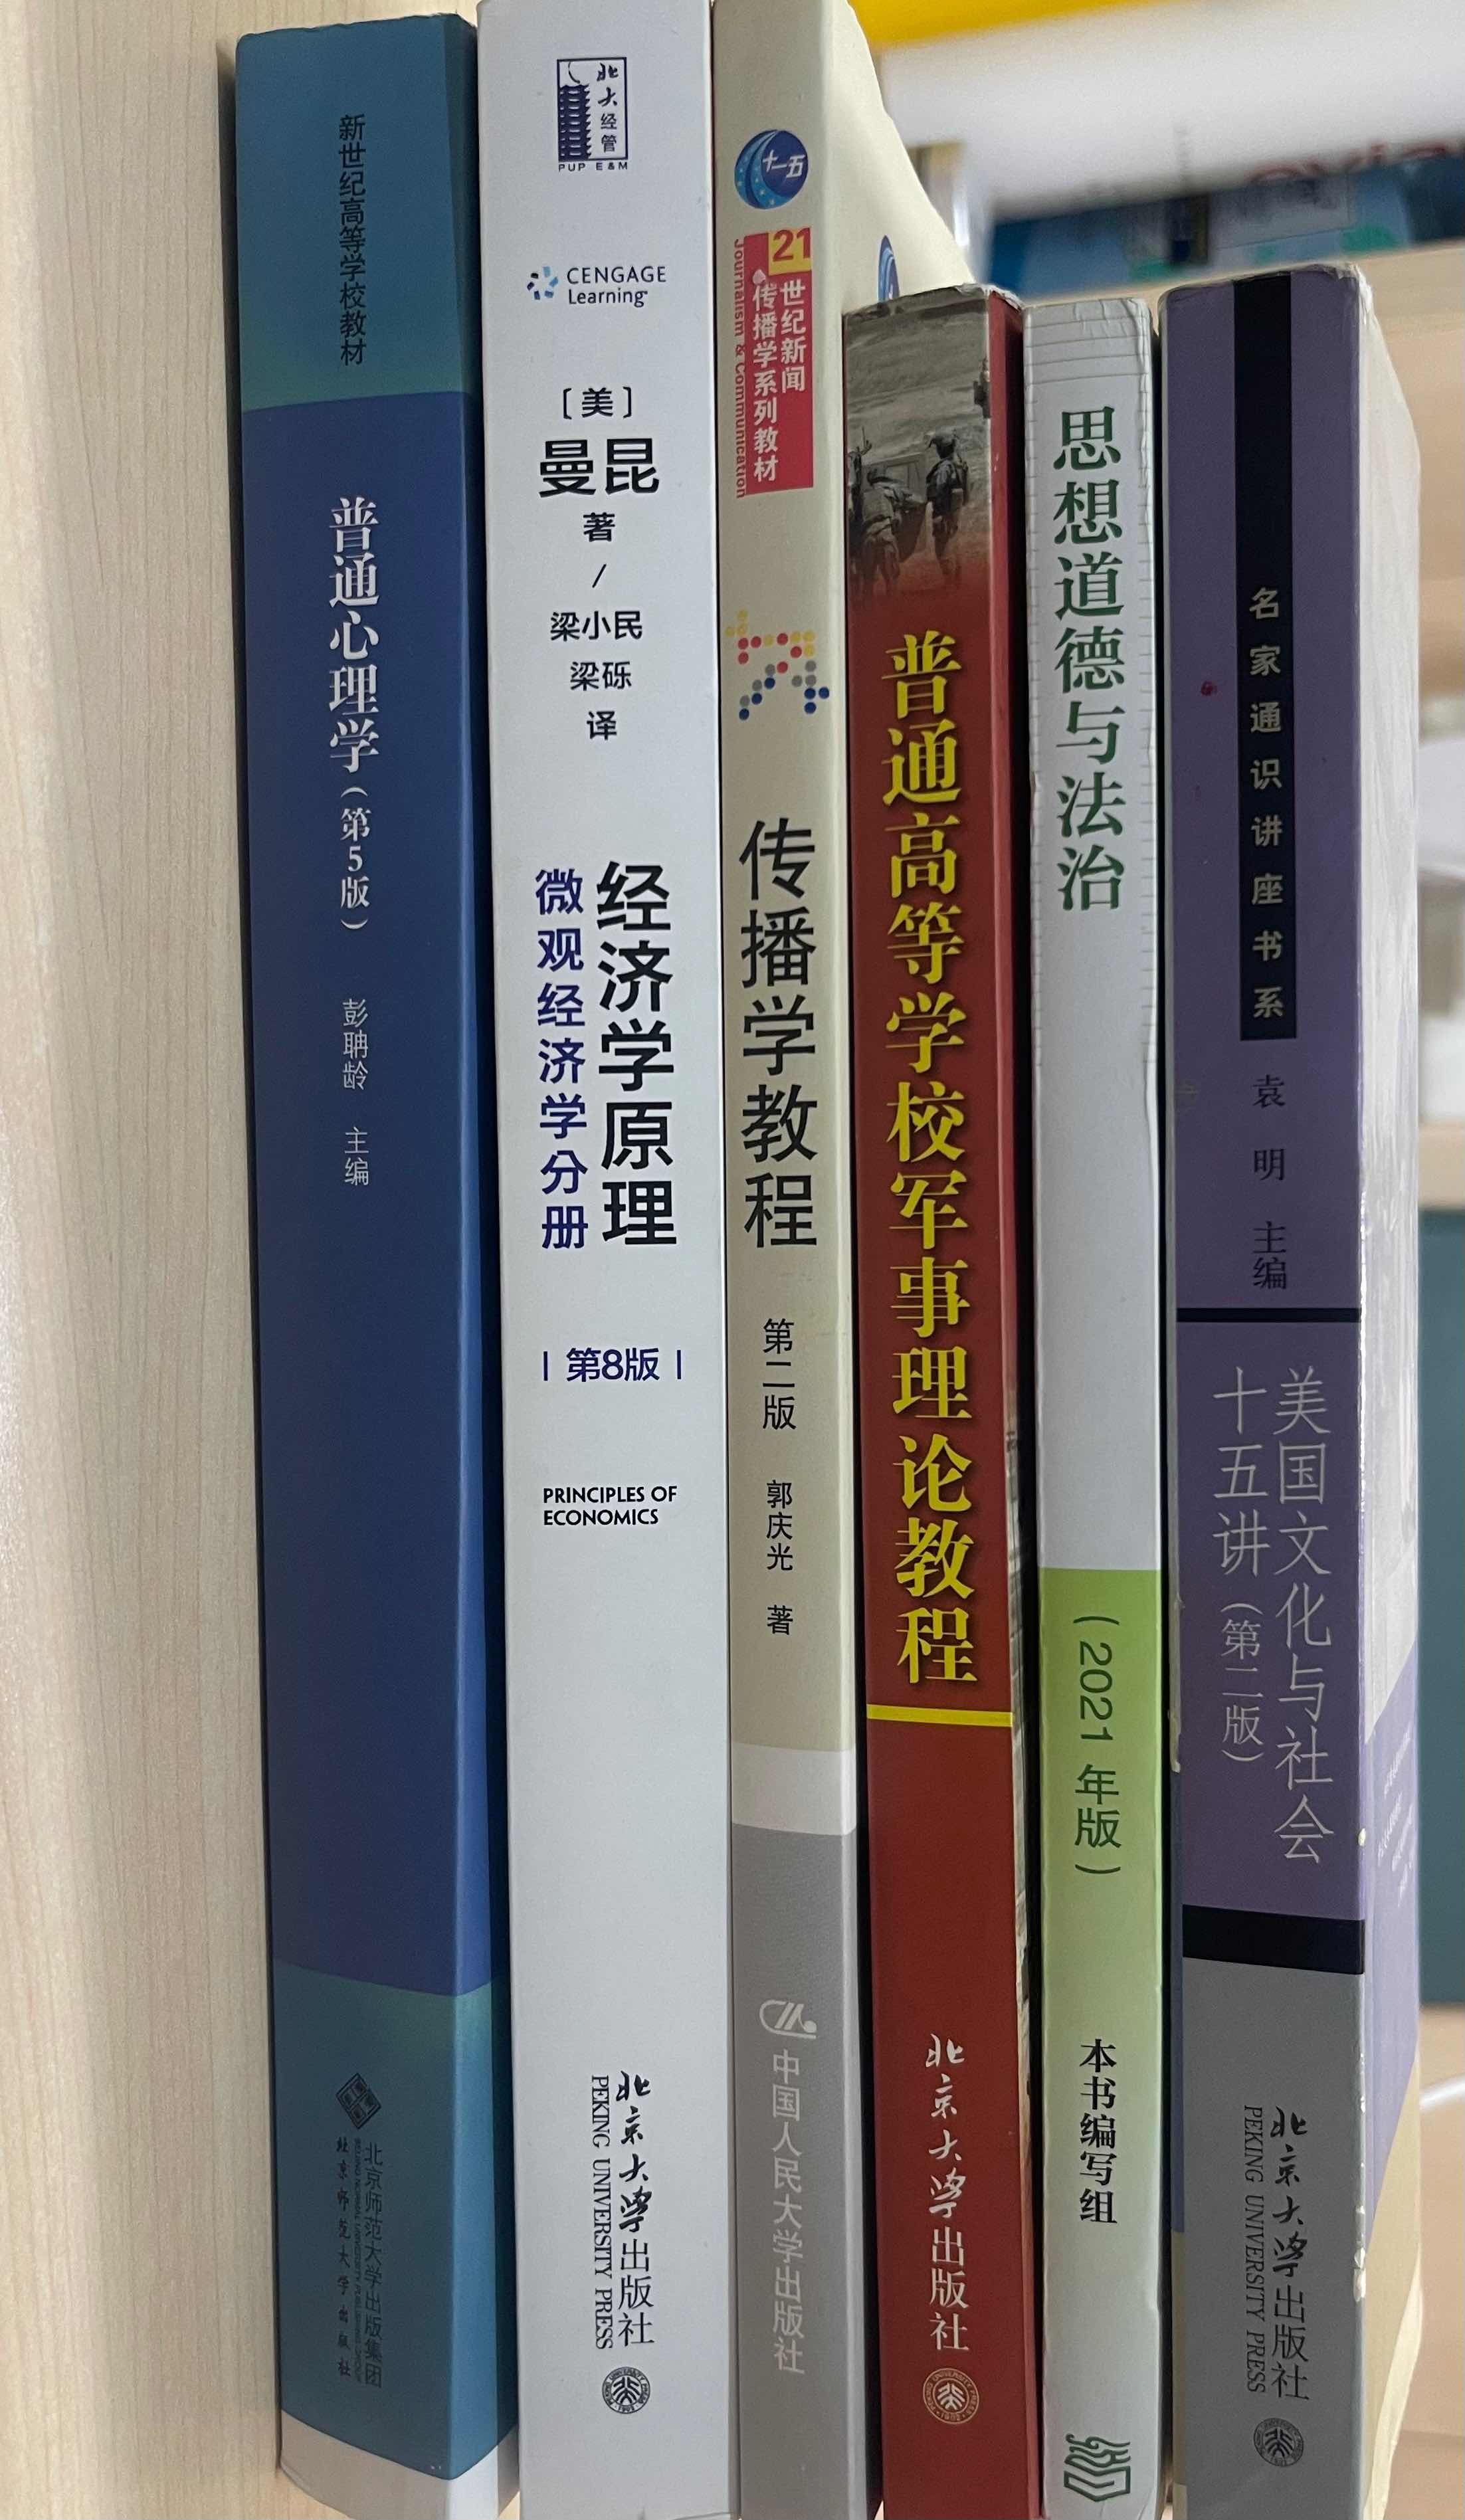 新世纪高等学校教材
普通心理学(第5版)
彭聃龄 主编
北京师范大学出版集团
北京师范大学出版社
北大经管
PUP E&M
CENGAGE
Learning
[美]
曼昆
著
/
梁小民
梁砾
译
经济学原理
微观经济学分册
第8版
PRINCIPLES OF
ECONOMICS
北京大学出版社
PEKING UNIVERSITY PRESS
十一五
21世纪新闻
传播学系列教材
Journalism & Communication
传播学教程
第二版
郭庆光 著
中国人民大学出版社
普通高等学校军事理论教程
北京大学出版社
思想道德与法治
(2021年版)
本书编写组
名家通识讲座书系
袁明 主编
美国文化与社会
十五讲(第二版)
北京大学出版社
PEKING UNIVERSITY PRESS